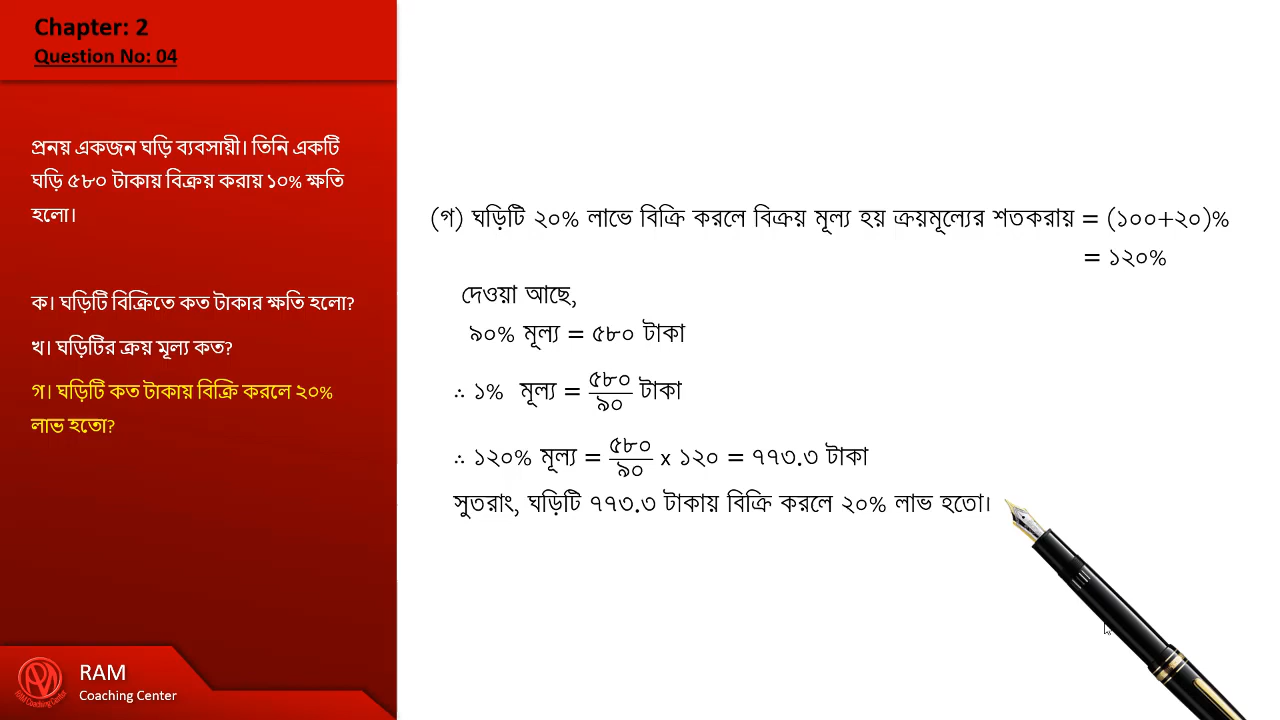 Chapter: 2
Question No: 04
প্রনয় একজন ঘড়ি ব্যবসায়ী। তিনি একটি
ঘড়ি ৫৮০ টাকায় বিক্রয় করায় ১০% ক্ষতি
হলো।
ক। ঘড়িটি বিক্রিতে কত টাকার ক্ষতি হলো?
খ। ঘড়িটির ক্রয় মূল্য কত?
গ। ঘড়িটি কত টাকায় বিক্রি করলে ২০%
লাভ হতো?
(গ) ঘড়িটি ২০% লাভে বিক্রি করলে বিক্রয় মূল্য হয় ক্রয়মূল্যের শতকরায় = (১০০+২০)%
= ১২০%
দেওয়া আছে,
৯০% মূল্য = ৫৮০ টাকা
∴ ১% মূল্য = ৫৮০/৯০ টাকা
∴ ১২০% মূল্য = ৫৮০/৯০ x ১২০ = ৭৭৩.৩ টাকা
সুতরাং, ঘড়িটি ৭৭৩.৩ টাকায় বিক্রি করলে ২০% লাভ হতো।
RAM
Coaching Center
RAM Coaching Center